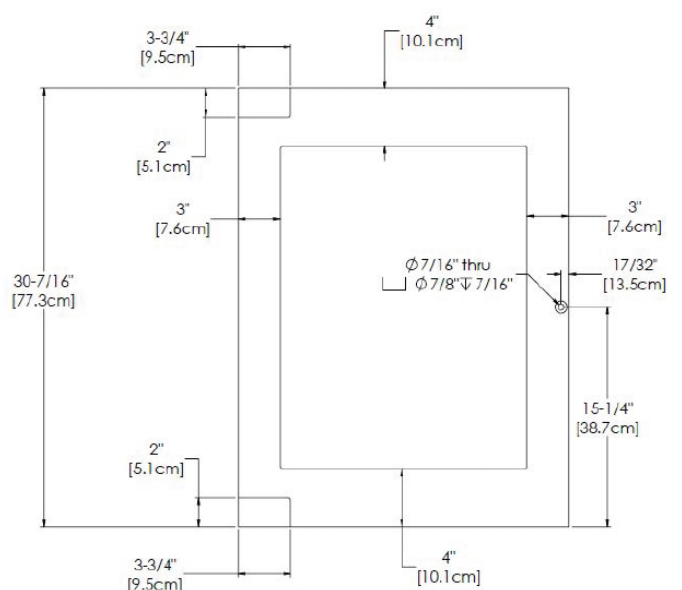 4"
[10.1cm]
3-3/4"
[9.5cm]
2"
[5.1cm]
3"
[7.6cm]
3"
[7.6cm]
⌀7/16" thru
⌴ ⌀7/8"↧7/16"
17/32"
[13.5cm]
30-7/16"
[77.3cm]
15-1/4"
[38.7cm]
2"
[5.1cm]
3-3/4"
[9.5cm]
4"
[10.1cm]